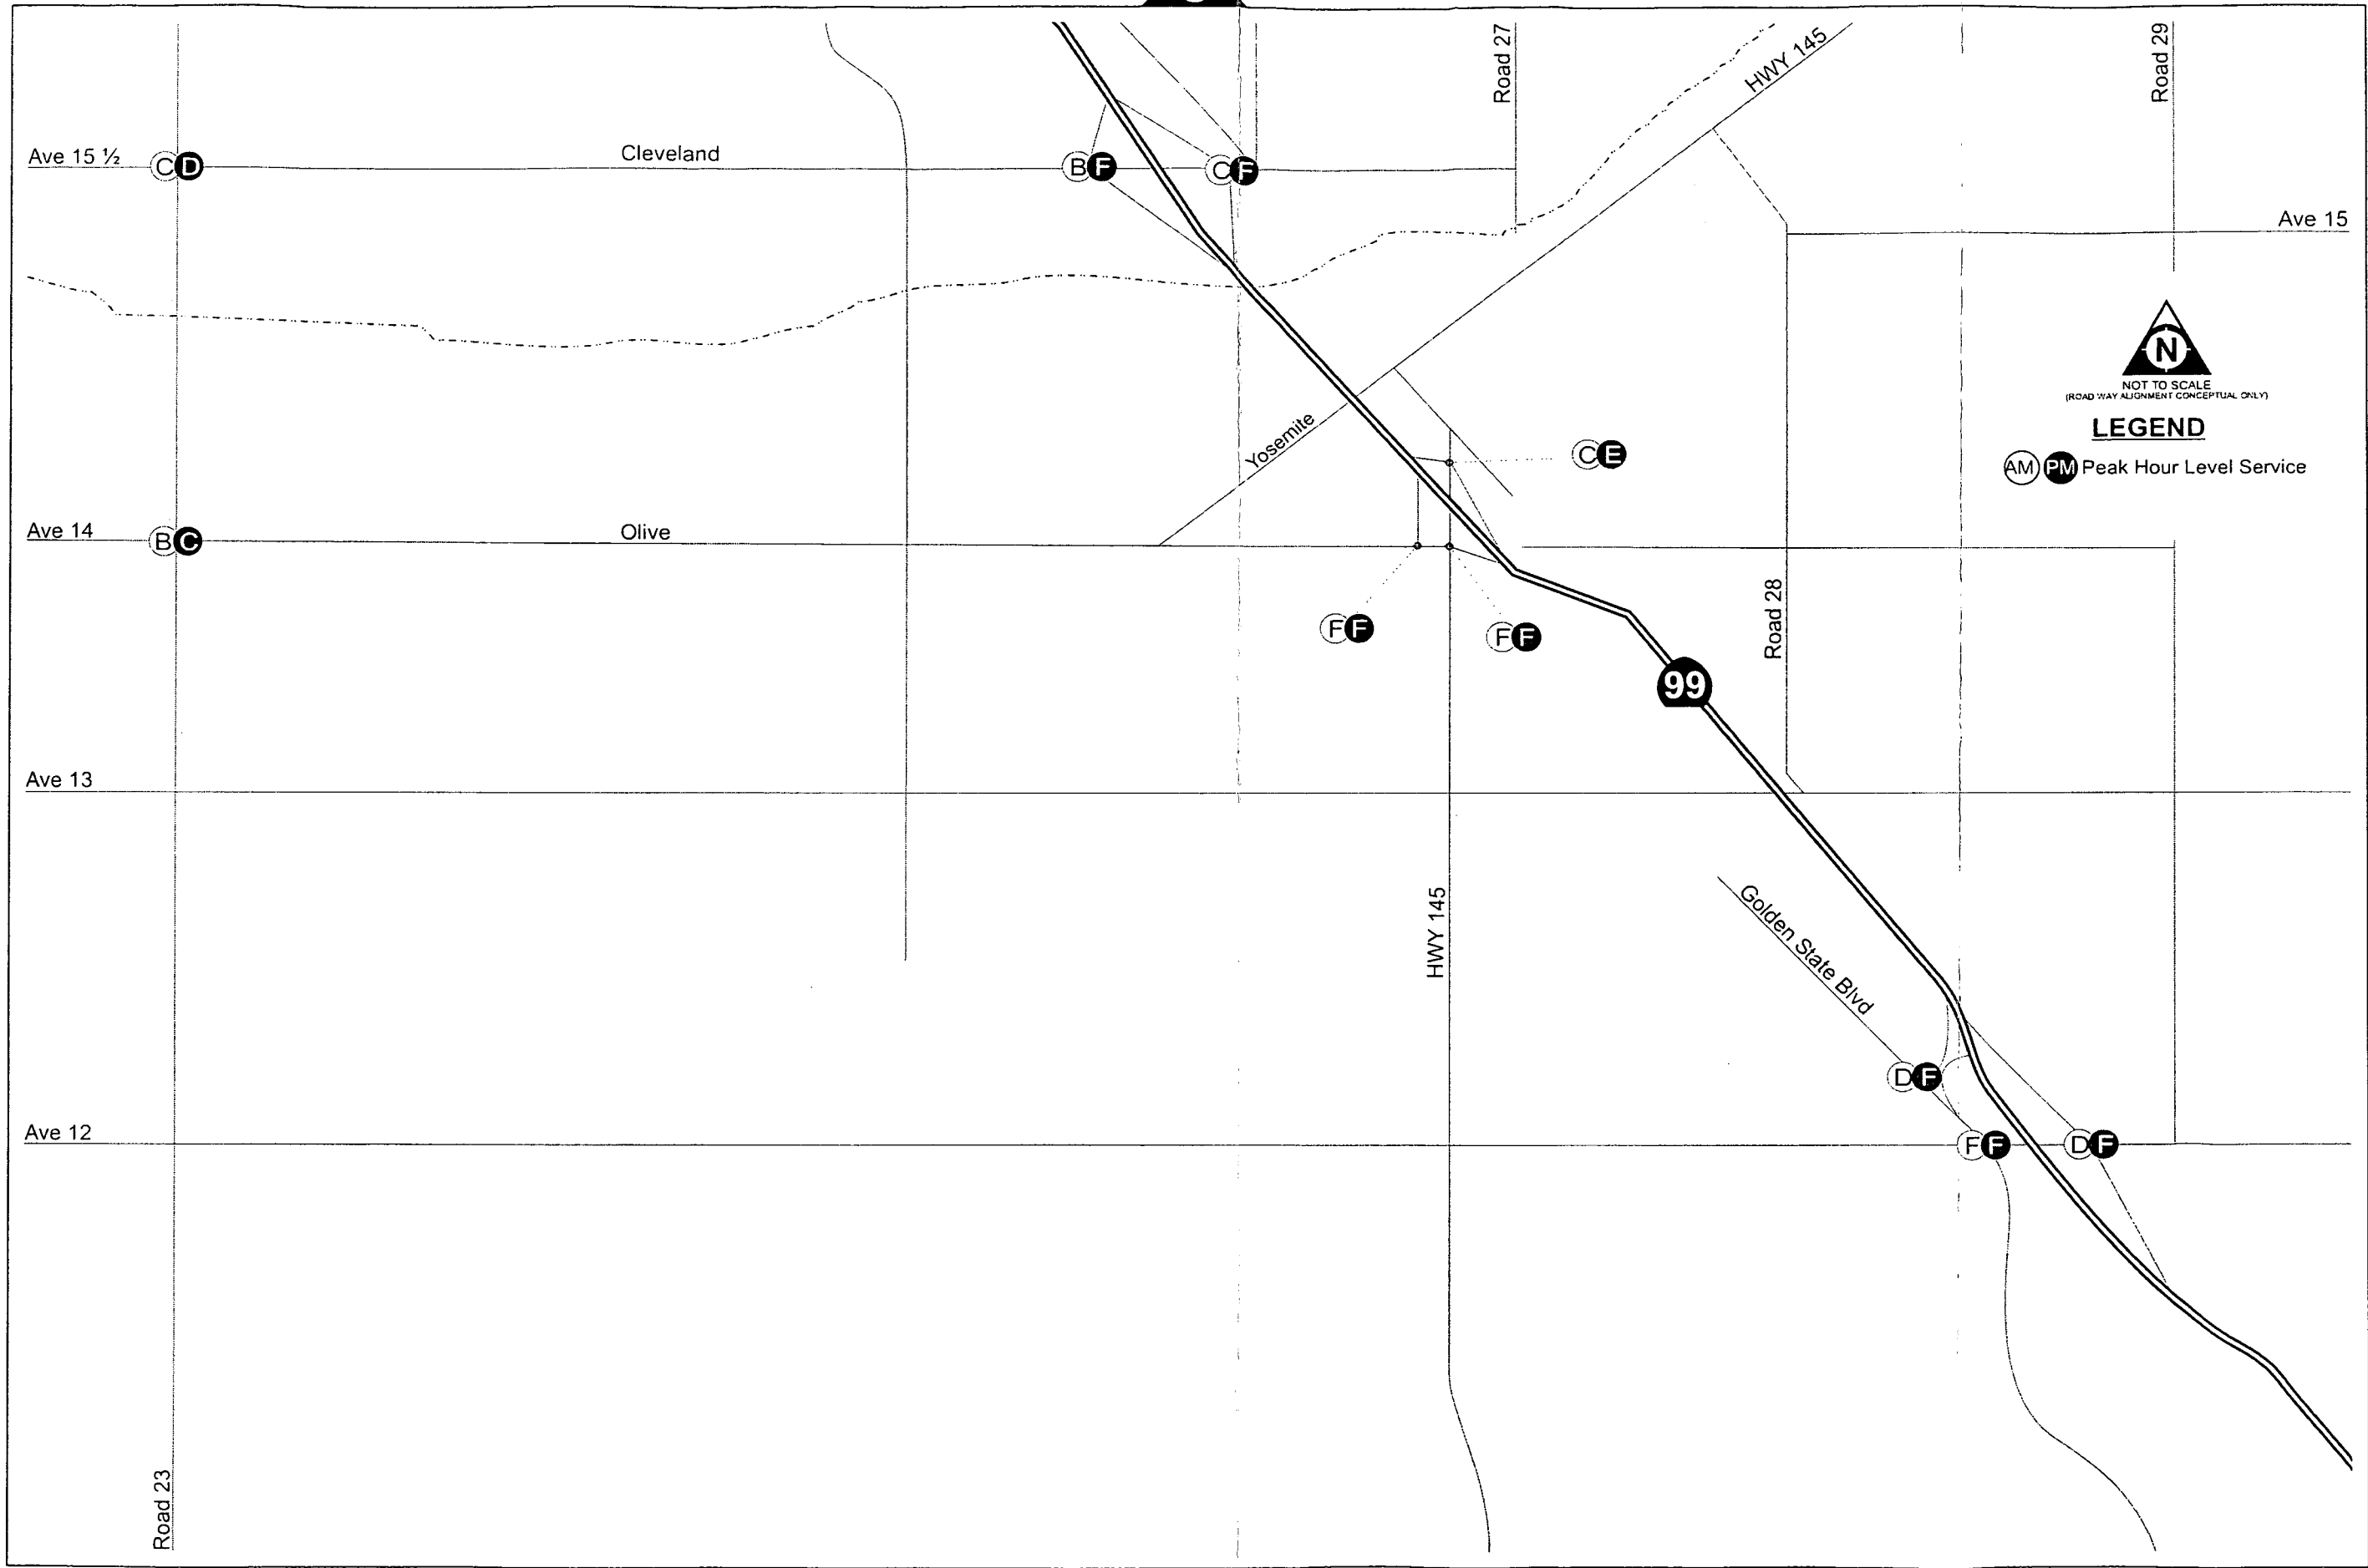 Road 27
HWY 145
Road 29
Ave 15 ½
C D
Cleveland
B F
C F
Ave 15
N
NOT TO SCALE
(ROAD WAY ALIGNMENT CONCEPTUAL ONLY)
LEGEND
AM PM Peak Hour Level Service
Yosemite
C E
Ave 14
B C
Olive
F F
F F
Road 28
99
Ave 13
HWY 145
Golden State Blvd
D F
Ave 12
F F
D F
Road 23